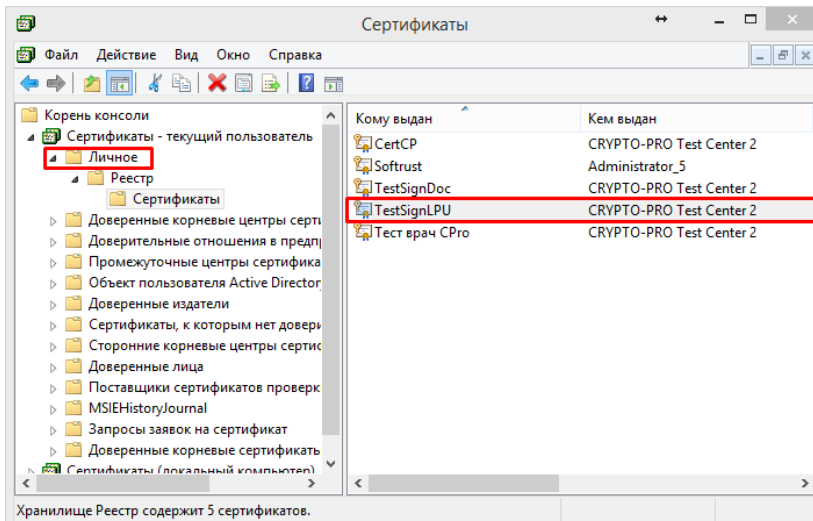 Сертификаты
Файл Действие Вид Окно Справка
Корень консоли
Сертификаты - текущий пользователь
Личное
Реестр
Сертификаты
Доверенные корневые центры серти
Доверительные отношения в предп
Промежуточные центры сертифика
Объект пользователя Active Director
Доверенные издатели
Сертификаты, к которым нет довери
Сторонние корневые центры сертис
Доверенные лица
Поставщики сертификатов проверк
MSIEHistoryJournal
Запросы заявок на сертификат
Доверенные корневые сертификать
Сертификаты (локальный компьютер)
Кому выдан Кем выдан
CertCP CRYPTO-PRO Test Center 2
Softrust Administrator_5
TestSignDoc CRYPTO-PRO Test Center 2
TestSignLPU CRYPTO-PRO Test Center 2
Тест врач CPro CRYPTO-PRO Test Center 2
Хранилище Реестр содержит 5 сертификатов.